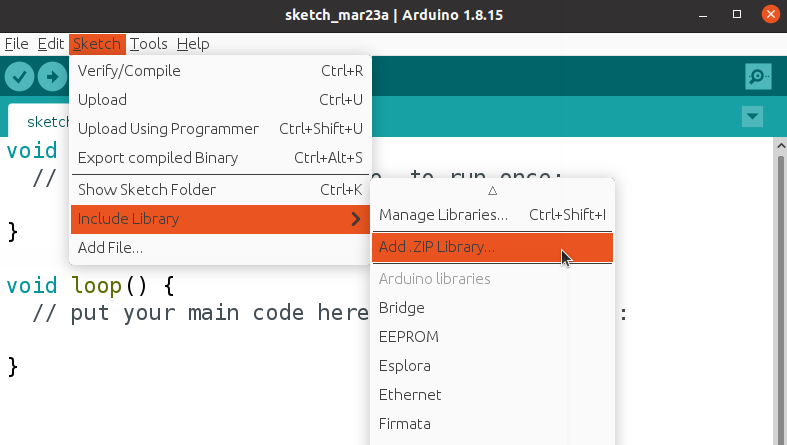 sketch_mar23a | Arduino 1.8.15
File Edit Sketch Tools Help
Verify/Compile Ctrl+R
Upload Ctrl+U
Upload Using Programmer Ctrl+Shift+U
Export compiled Binary Ctrl+Alt+S
Show Sketch Folder Ctrl+K
Include Library
Add File...
Manage Libraries... Ctrl+Shift+I
Add .ZIP Library...
Arduino libraries
Bridge
EEPROM
Esplora
Ethernet
Firmata
sketch
void
// to run once:
}
void loop() {
// put your main code here :
}